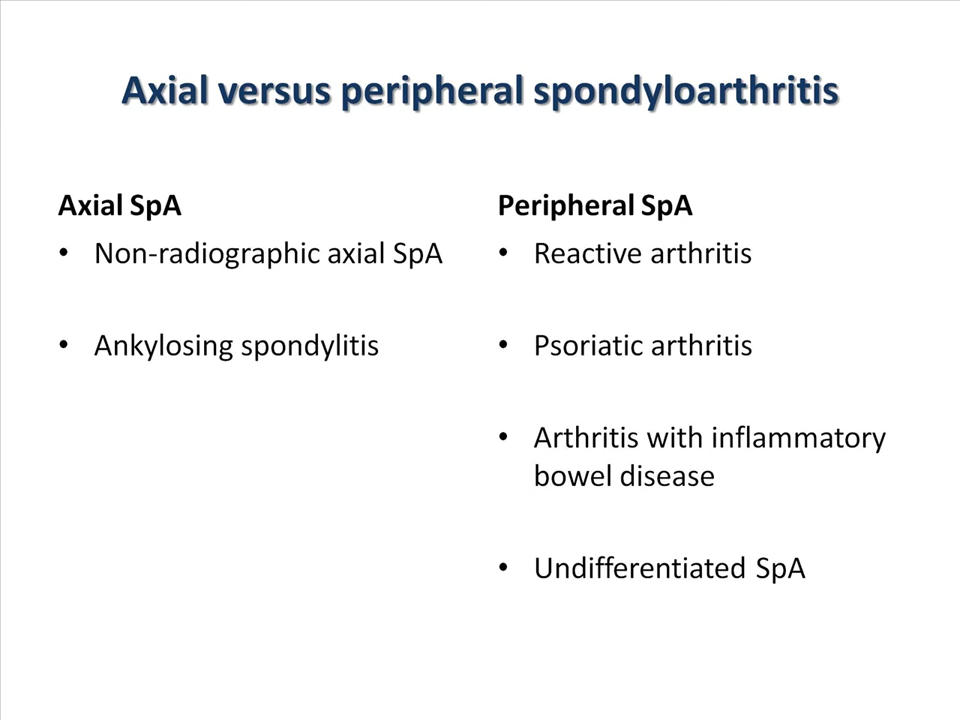 Axial versus peripheral spondyloarthritis
Axial SpA
• Non-radiographic axial SpA
• Ankylosing spondylitis
Peripheral SpA
• Reactive arthritis
• Psoriatic arthritis
• Arthritis with inflammatory
bowel disease
• Undifferentiated SpA